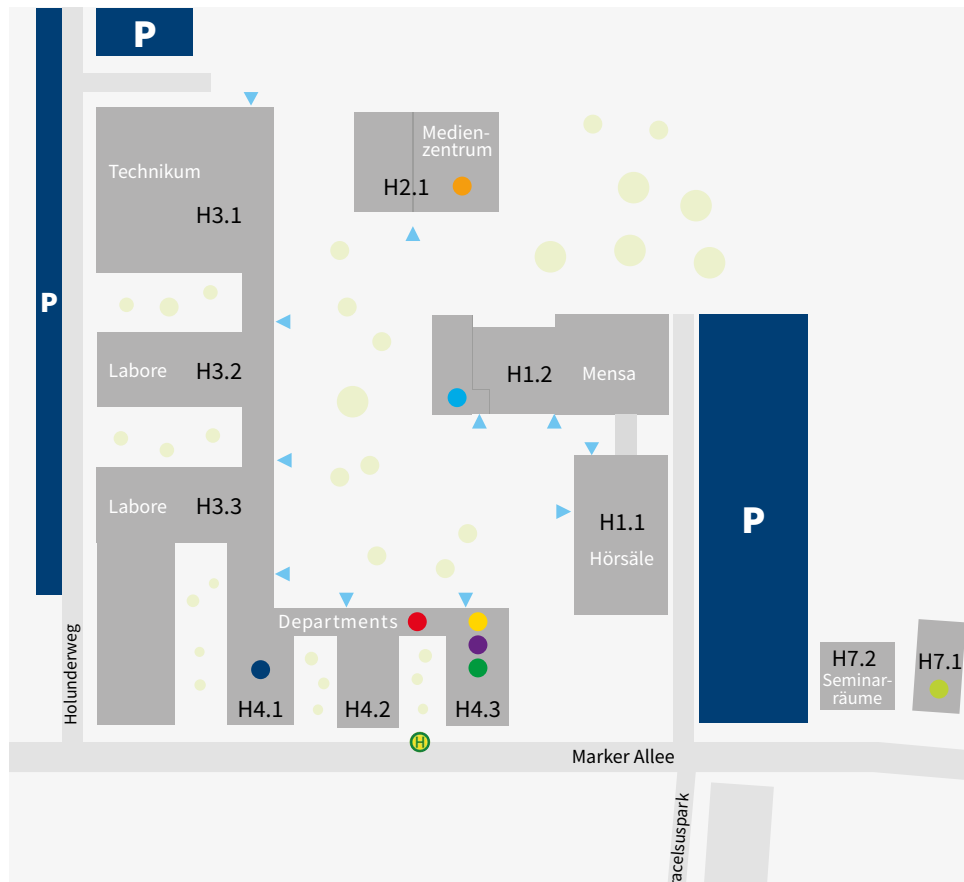 P
Technikum
H3.1
Medien-
zentrum
H2.1
P
Labore
H3.2
H1.2
Mensa
Labore
H3.3
H1.1
Hörsäle
P
Departments
H4.1
H4.2
H4.3
H7.2
Seminar-
räume
H7.1
Holunderweg
H
Marker Allee
acelsuspark